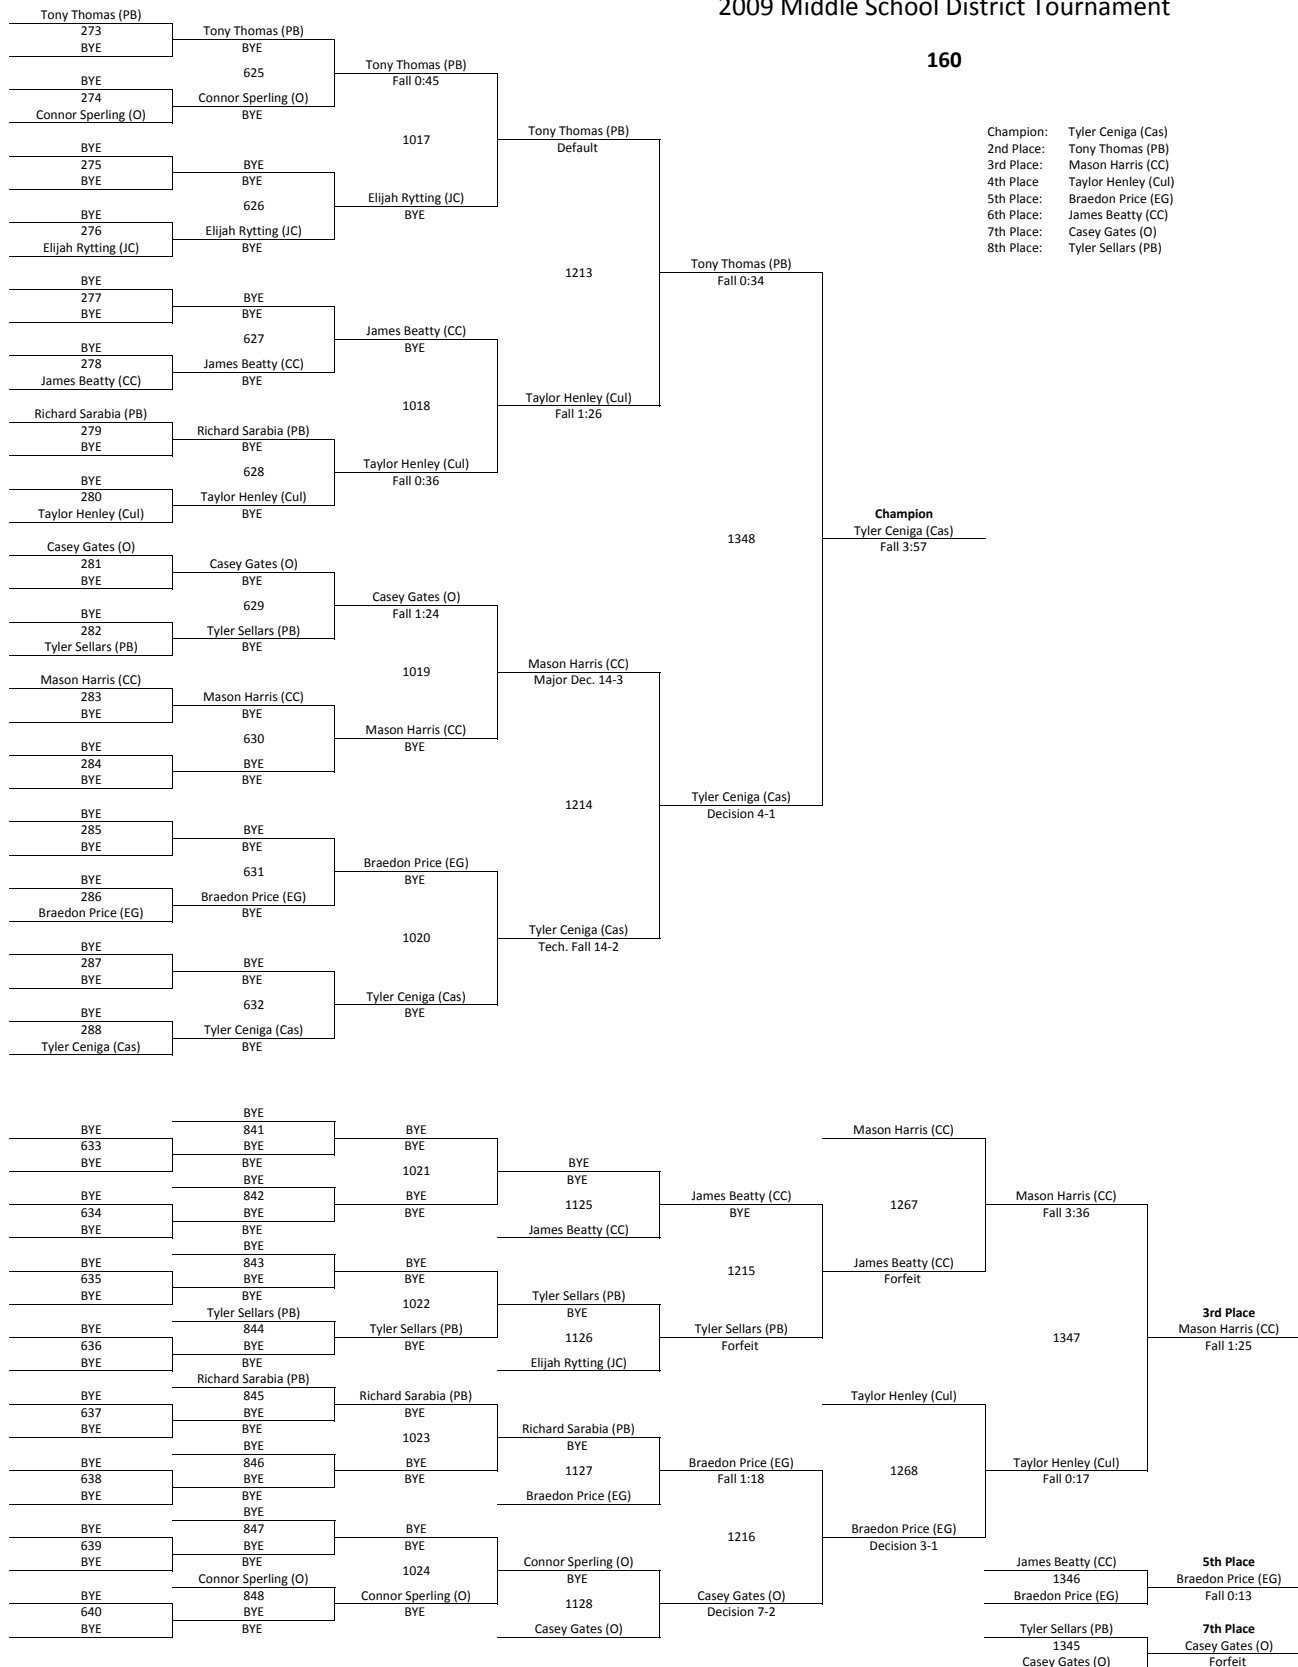 2009 Middle School District Tournament
160
Champion: Tyler Ceniga (Cas)
2nd Place: Tony Thomas (PB)
3rd Place: Mason Harris (CC)
4th Place Taylor Henley (Cul)
5th Place: Braedon Price (EG)
6th Place: James Beatty (CC)
7th Place: Casey Gates (O)
8th Place: Tyler Sellars (PB)
Tony Thomas (PB)
273
BYE
BYE
274
Connor Sperling (O)
BYE
275
BYE
BYE
276
Elijah Rytting (JC)
BYE
277
BYE
BYE
278
James Beatty (CC)
Richard Sarabia (PB)
279
BYE
BYE
280
Taylor Henley (Cul)
Casey Gates (O)
281
BYE
BYE
282
Tyler Sellars (PB)
Mason Harris (CC)
283
BYE
BYE
284
BYE
BYE
285
BYE
BYE
286
Braedon Price (EG)
BYE
287
BYE
BYE
288
Tyler Ceniga (Cas)
Tony Thomas (PB)
BYE
625
Connor Sperling (O)
BYE
BYE
BYE
626
Elijah Rytting (JC)
BYE
BYE
BYE
627
James Beatty (CC)
BYE
Richard Sarabia (PB)
BYE
628
Taylor Henley (Cul)
BYE
Casey Gates (O)
BYE
629
Tyler Sellars (PB)
BYE
Mason Harris (CC)
BYE
630
BYE
BYE
BYE
BYE
631
Braedon Price (EG)
BYE
BYE
BYE
632
Tyler Ceniga (Cas)
BYE
Tony Thomas (PB)
Fall 0:45
1017
Elijah Rytting (JC)
BYE
James Beatty (CC)
BYE
1018
Taylor Henley (Cul)
Fall 0:36
Casey Gates (O)
Fall 1:24
1019
Mason Harris (CC)
BYE
Braedon Price (EG)
BYE
1020
Tyler Ceniga (Cas)
BYE
Tony Thomas (PB)
Default
1213
Taylor Henley (Cul)
Fall 1:26
Mason Harris (CC)
Major Dec. 14-3
1214
Tyler Ceniga (Cas)
Tech. Fall 14-2
Tony Thomas (PB)
Fall 0:34
1348
Tyler Ceniga (Cas)
Decision 4-1
Champion
Tyler Ceniga (Cas)
Fall 3:57
BYE
633
BYE
BYE
634
BYE
BYE
635
BYE
BYE
636
BYE
BYE
637
BYE
BYE
638
BYE
BYE
639
BYE
BYE
640
BYE
BYE
841
BYE
BYE
BYE
842
BYE
BYE
BYE
843
BYE
BYE
Tyler Sellars (PB)
844
BYE
BYE
Richard Sarabia (PB)
845
BYE
BYE
BYE
846
BYE
BYE
BYE
847
BYE
BYE
Connor Sperling (O)
848
BYE
BYE
BYE
BYE
1021
BYE
BYE
BYE
BYE
1022
Tyler Sellars (PB)
BYE
Richard Sarabia (PB)
BYE
1023
BYE
BYE
BYE
BYE
1024
Connor Sperling (O)
BYE
BYE
BYE
1125
James Beatty (CC)
Tyler Sellars (PB)
BYE
1126
Elijah Rytting (JC)
Richard Sarabia (PB)
BYE
1127
Braedon Price (EG)
Connor Sperling (O)
BYE
1128
Casey Gates (O)
James Beatty (CC)
BYE
1215
Tyler Sellars (PB)
Forfeit
Braedon Price (EG)
Fall 1:18
1216
Casey Gates (O)
Decision 7-2
Mason Harris (CC)
1267
James Beatty (CC)
Forfeit
Taylor Henley (Cul)
1268
Braedon Price (EG)
Decision 3-1
Mason Harris (CC)
Fall 3:36
1347
Taylor Henley (Cul)
Fall 0:17
3rd Place
Mason Harris (CC)
Fall 1:25
James Beatty (CC)
1346
Braedon Price (EG)
5th Place
Braedon Price (EG)
Fall 0:13
Tyler Sellars (PB)
1345
Casey Gates (O)
7th Place
Casey Gates (O)
Forfeit